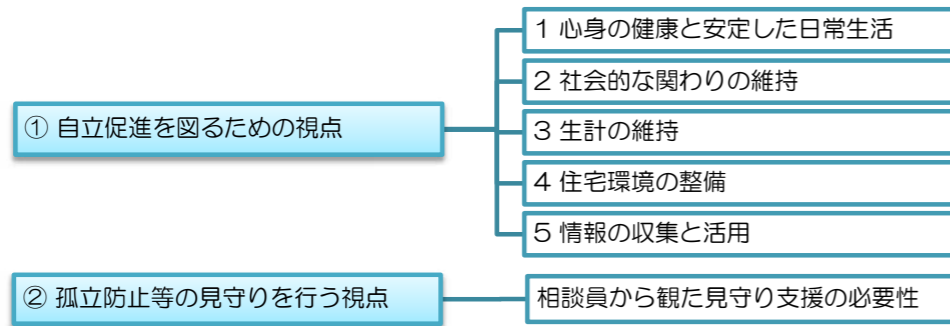 ① 自立促進を図るための視点
1 心身の健康と安定した日常生活
2 社会的な関わりの維持
3 生計の維持
4 住宅環境の整備
5 情報の収集と活用
② 孤立防止等の見守りを行う視点
相談員から観た見守り支援の必要性